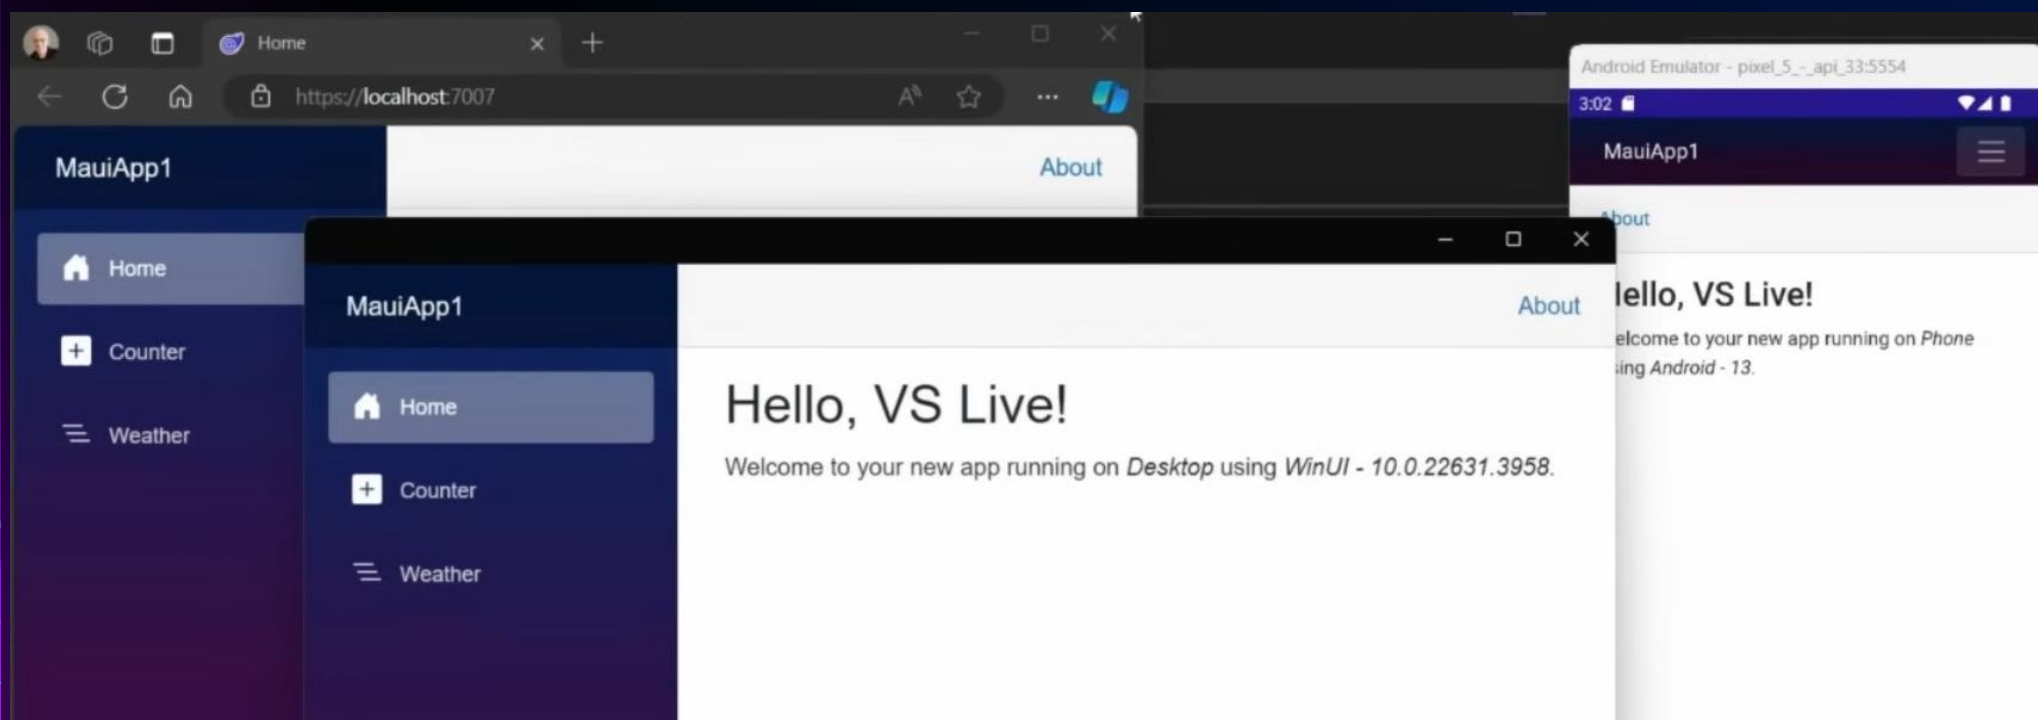 Home
https://localhost:7007
MauiApp1
About
Home
Counter
Weather
MauiApp1
About
Home
Counter
Weather
Hello, VS Live!
Welcome to your new app running on Desktop using WinUI - 10.0.22631.3958.
Android Emulator - pixel_5_-_api_33:5554
3:02
MauiApp1
About
ello, VS Live!
elcome to your new app running on Phone
ing Android - 13.